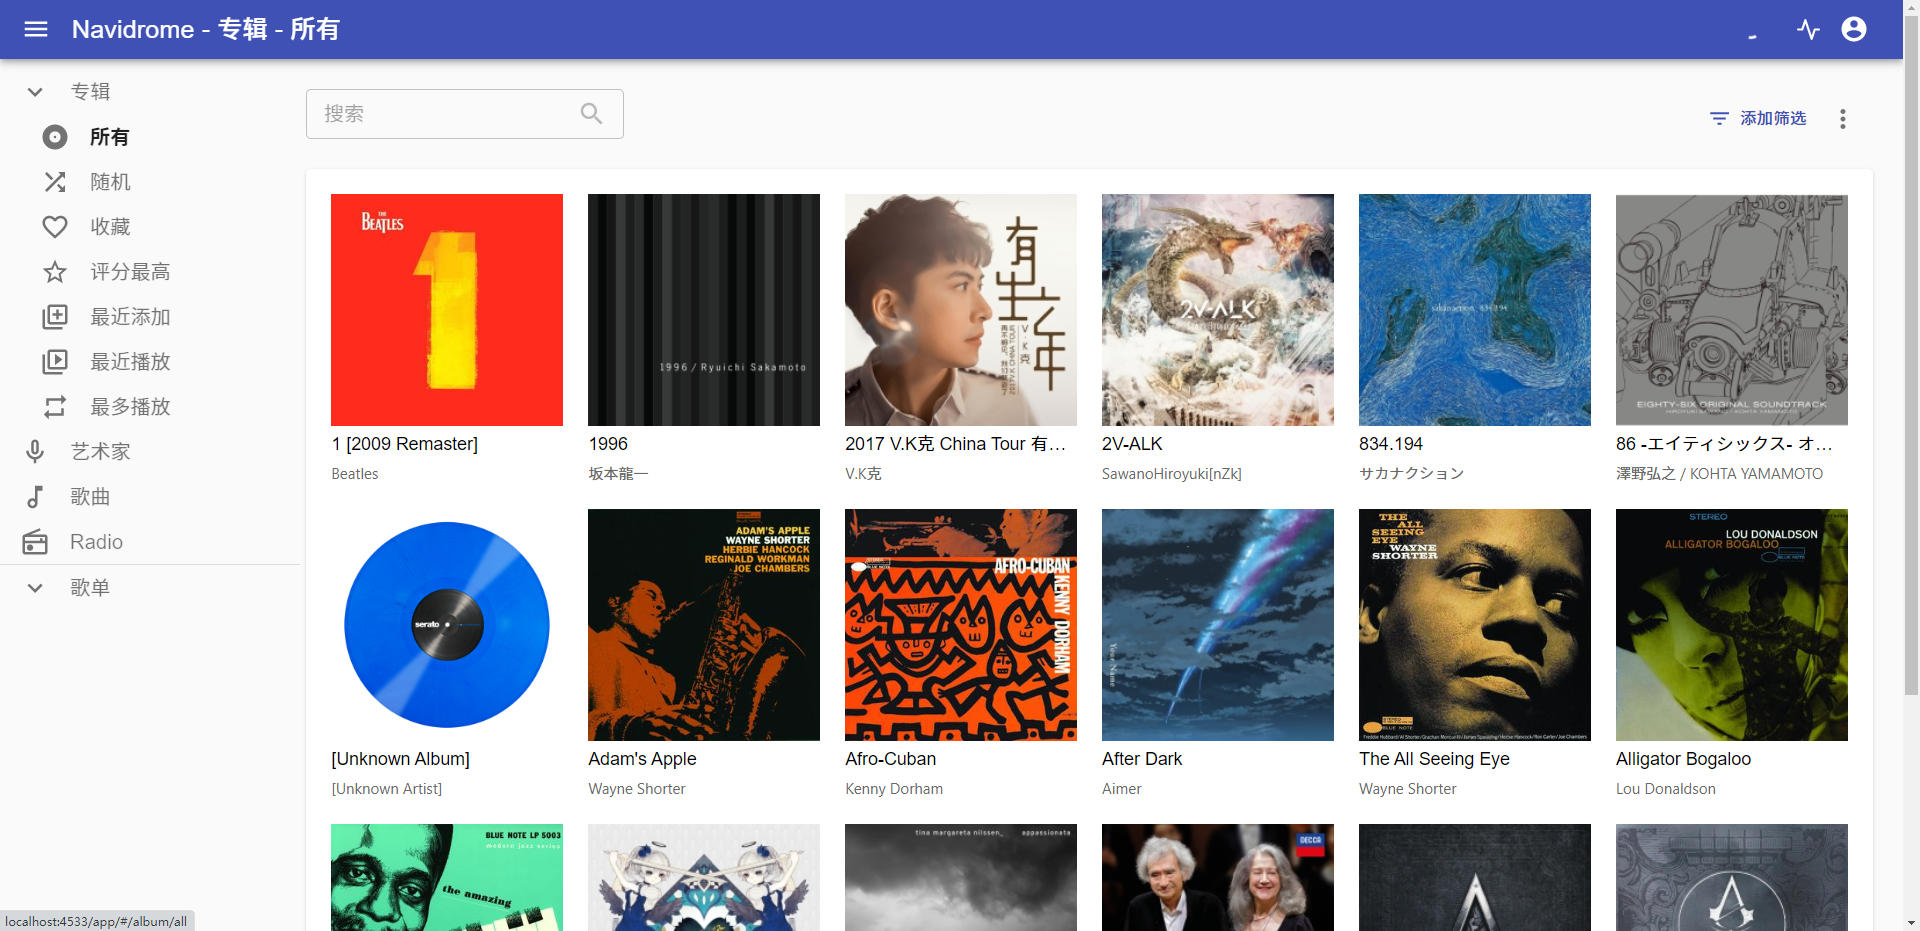 Navidrome - 专辑 - 所有
专辑
所有
随机
收藏
评分最高
最近添加
最近播放
最多播放
艺术家
歌曲
Radio
歌单
搜索
添加筛选
THE BEATLES
1
1996 / Ryuichi Sakamoto
有生之年
V.K克
2V-ALK
sakanaction 834.194
EIGHTY-SIX ORIGINAL SOUNDTRACK
HIROYUKI SAWANO / KOHTA YAMAMOTO
1 [2009 Remaster]
1996
2017 V.K克 China Tour 有…
2V-ALK
834.194
86 -エイティシックス- オ…
Beatles
坂本龍一
V.K克
SawanoHiroyuki[nZk]
サカナクション
澤野弘之 / KOHTA YAMAMOTO
serato
ADAM'S APPLE
WAYNE SHORTER
HERBIE HANCOCK
REGINALD WORKMAN
JOE CHAMBERS
AFRO-CUBAN
KENNY DORHAM
Your Name
THE ALL SEEING EYE
WAYNE SHORTER
STEREO
LOU DONALDSON
ALLIGATOR BOGALOO
[Unknown Album]
Adam's Apple
Afro-Cuban
After Dark
The All Seeing Eye
Alligator Bogaloo
[Unknown Artist]
Wayne Shorter
Kenny Dorham
Aimer
Wayne Shorter
Lou Donaldson
BLUE NOTE LP 5003
modern jazz series
the amazing
tina margareta nilssen_ appassionata
DECCA
localhost:4533/app/#/album/all